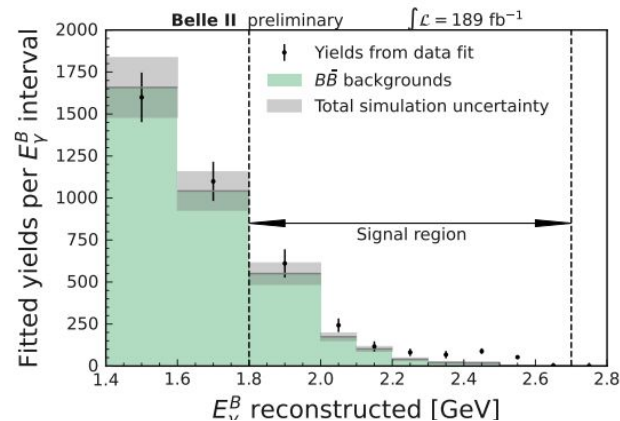 Belle II preliminary ∫ℒ = 189 fb⁻¹
Yields from data fit
BB̄ backgrounds
Total simulation uncertainty
Signal region
Fitted yields per E_γ^B interval
2000
1750
1500
1250
1000
750
500
250
0
1.4 1.6 1.8 2.0 2.2 2.4 2.6 2.8
E_γ^B reconstructed [GeV]